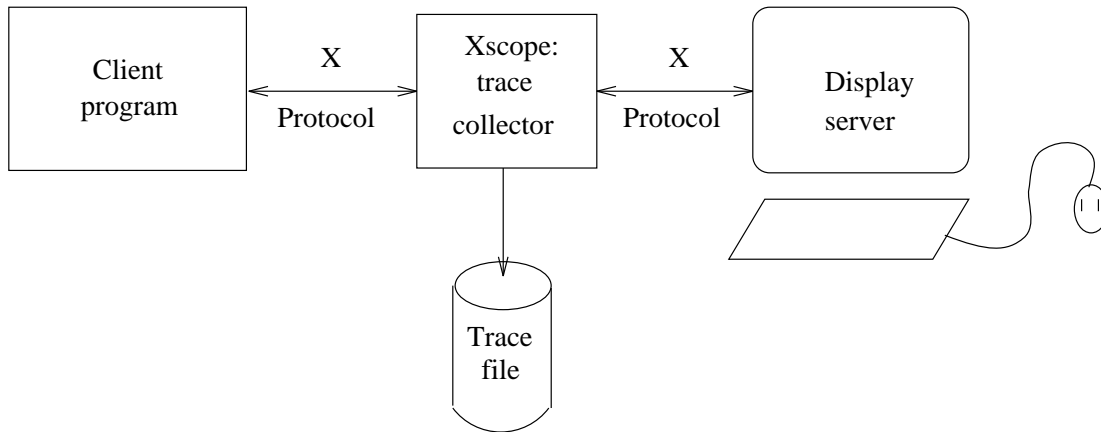 Client
program
X
Protocol
Xscope:
trace
collector
X
Protocol
Display
server
Trace
file